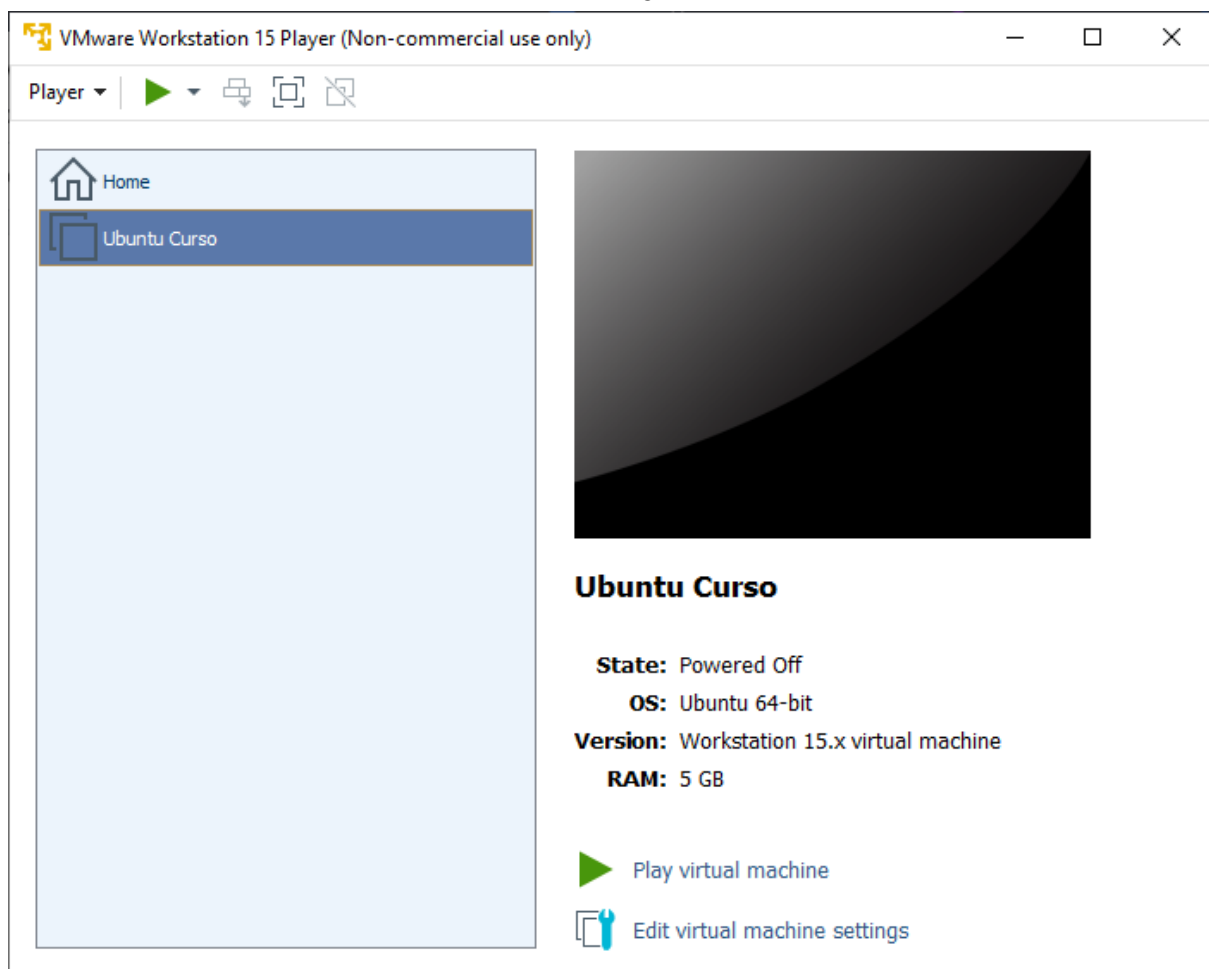 VMware Workstation 15 Player (Non-commercial use only)
Player
Home
Ubuntu Curso
Ubuntu Curso
State: Powered Off
OS: Ubuntu 64-bit
Version: Workstation 15.x virtual machine
RAM: 5 GB
Play virtual machine
Edit virtual machine settings